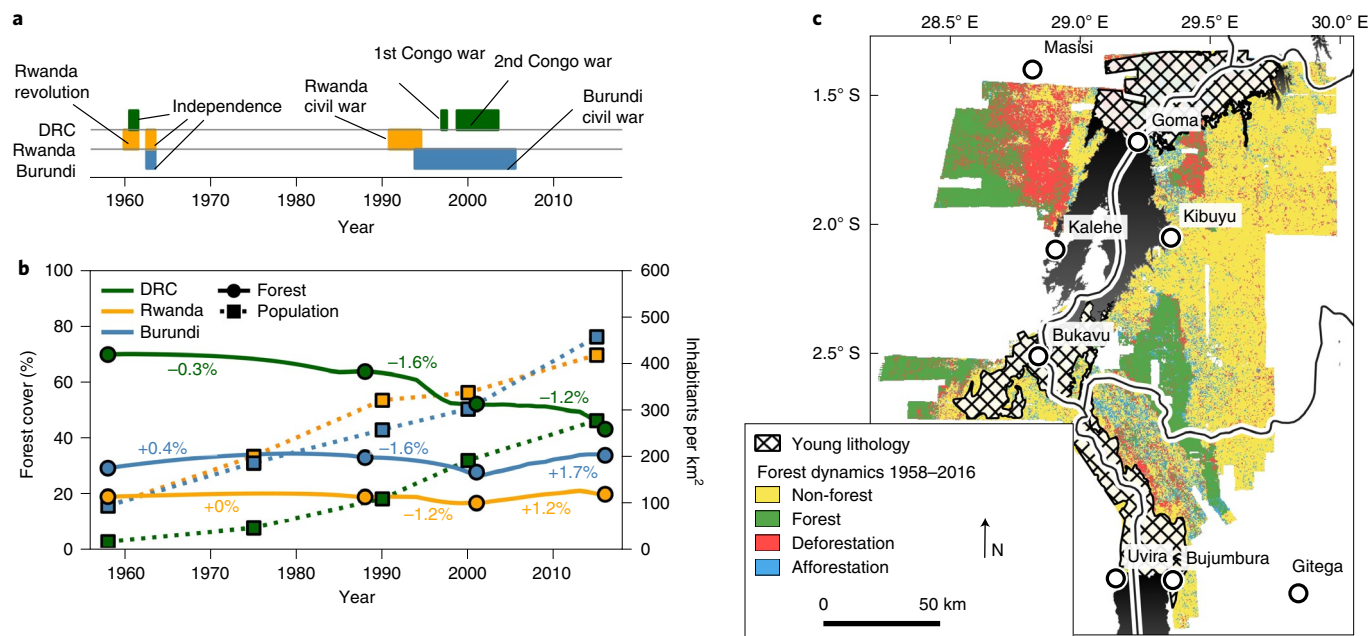 a
1st Congo war
2nd Congo war
Rwanda
revolution
Independence
Rwanda
civil war
Burundi
civil war
DRC
Rwanda
Burundi
1960 1970 1980 1990 2000 2010
Year
b
100
80
60
40
20
0
Forest cover (%)
DRC
Rwanda
Burundi
Forest
Population
–0.3%
–1.6%
–1.2%
+0.4%
–1.6%
+1.7%
+0%
–1.2%
+1.2%
600
500
400
300
200
100
0
Inhabitants per km2
1960 1970 1980 1990 2000 2010
Year
c
28.5° E 29.0° E 29.5° E 30.0° E
1.5° S
2.0° S
2.5° S
Masisi
Goma
Kalehe
Kibuyu
Bukavu
Uvira
Bujumbura
Gitega
Young lithology
Forest dynamics 1958–2016
Non-forest
Forest
Deforestation
Afforestation
N
0 50 km